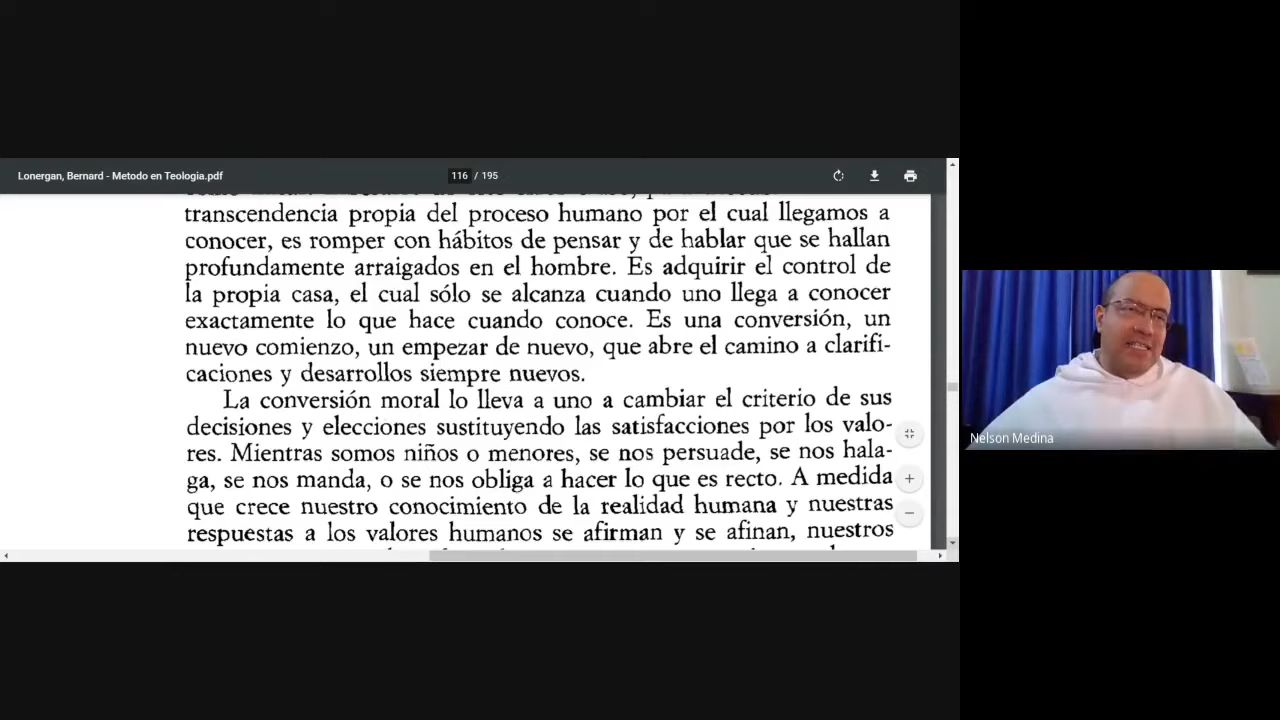 Lonergan, Bernard - Metodo en Teologia.pdf
116 / 195
transcendencia propia del proceso humano por el cual llegamos a
conocer, es romper con hábitos de pensar y de hablar que se hallan
profundamente arraigados en el hombre. Es adquirir el control de
la propia casa, el cual sólo se alcanza cuando uno llega a conocer
exactamente lo que hace cuando conoce. Es una conversión, un
nuevo comienzo, un empezar de nuevo, que abre el camino a clarifi-
caciones y desarrollos siempre nuevos.
La conversión moral lo lleva a uno a cambiar el criterio de sus
decisiones y elecciones sustituyendo las satisfacciones por los valo-
res. Mientras somos niños o menores, se nos persuade, se nos hala-
ga, se nos manda, o se nos obliga a hacer lo que es recto. A medida
que crece nuestro conocimiento de la realidad humana y nuestras
respuestas a los valores humanos se afirman y se afinan, nuestros
Nelson Medina